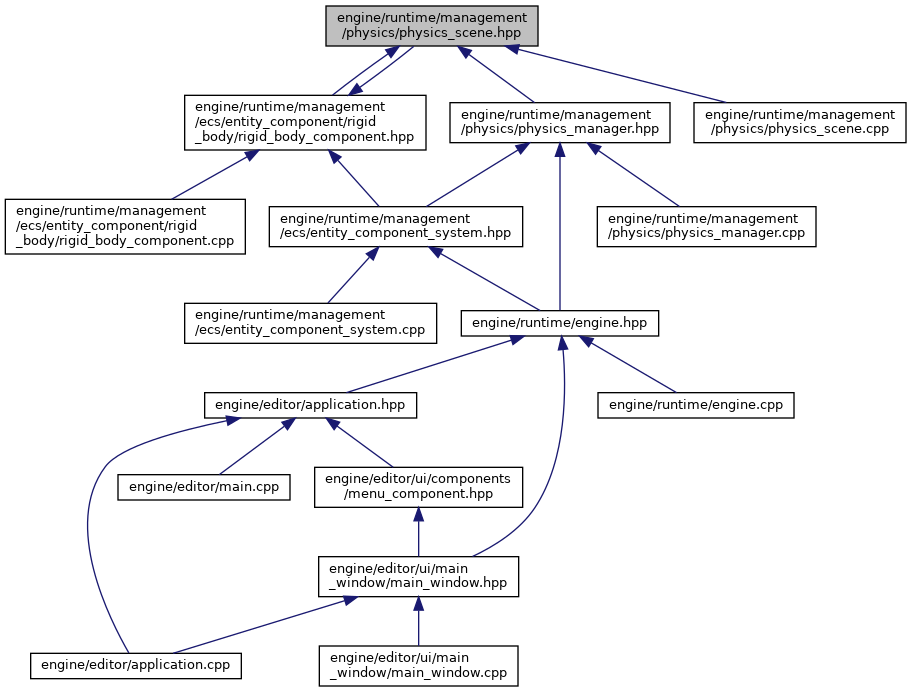 engine/runtime/management
/physics/physics_scene.hpp
engine/runtime/management
/ecs/entity_component/rigid
_body/rigid_body_component.hpp
engine/runtime/management
/physics/physics_manager.hpp
engine/runtime/management
/physics/physics_scene.cpp
engine/runtime/management
/ecs/entity_component/rigid
_body/rigid_body_component.cpp
engine/runtime/management
/ecs/entity_component_system.hpp
engine/runtime/management
/physics/physics_manager.cpp
engine/runtime/management
/ecs/entity_component_system.cpp
engine/runtime/engine.hpp
engine/editor/application.hpp
engine/runtime/engine.cpp
engine/editor/main.cpp
engine/editor/ui/components
/menu_component.hpp
engine/editor/ui/main
_window/main_window.hpp
engine/editor/application.cpp
engine/editor/ui/main
_window/main_window.cpp